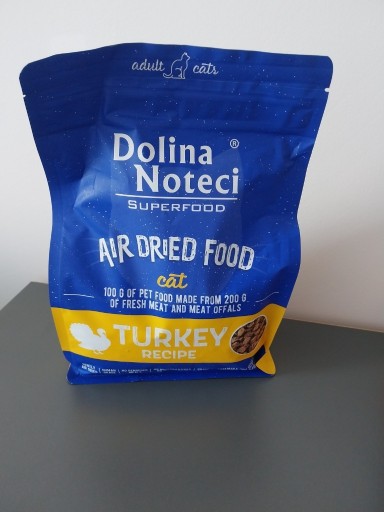 adult cats
Dolina ®
Noteci
SUPERFOOD
AIR DRIED FOOD
cat
100 G OF PET FOOD MADE FROM 200 G
OF FRESH MEAT AND MEAT OFFALS
TURKEY
RECIPE